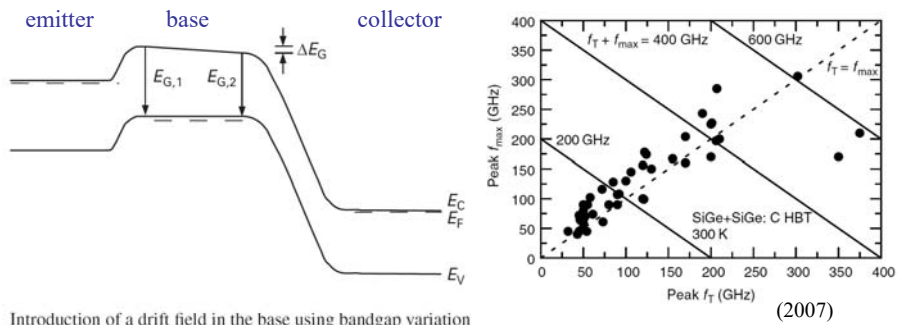 emitter base collector
ΔE_G
E_G,1 E_G,2
E_C
E_F
E_V
Introduction of a drift field in the base using bandgap variation
400
350
300
250
200
150
100
50
0
Peak f_max (GHz)
f_T + f_max = 400 GHz
600 GHz
f_T = f_max
200 GHz
SiGe+SiGe: C HBT
300 K
0 50 100 150 200 250 300 350 400
Peak f_T (GHz)
(2007)